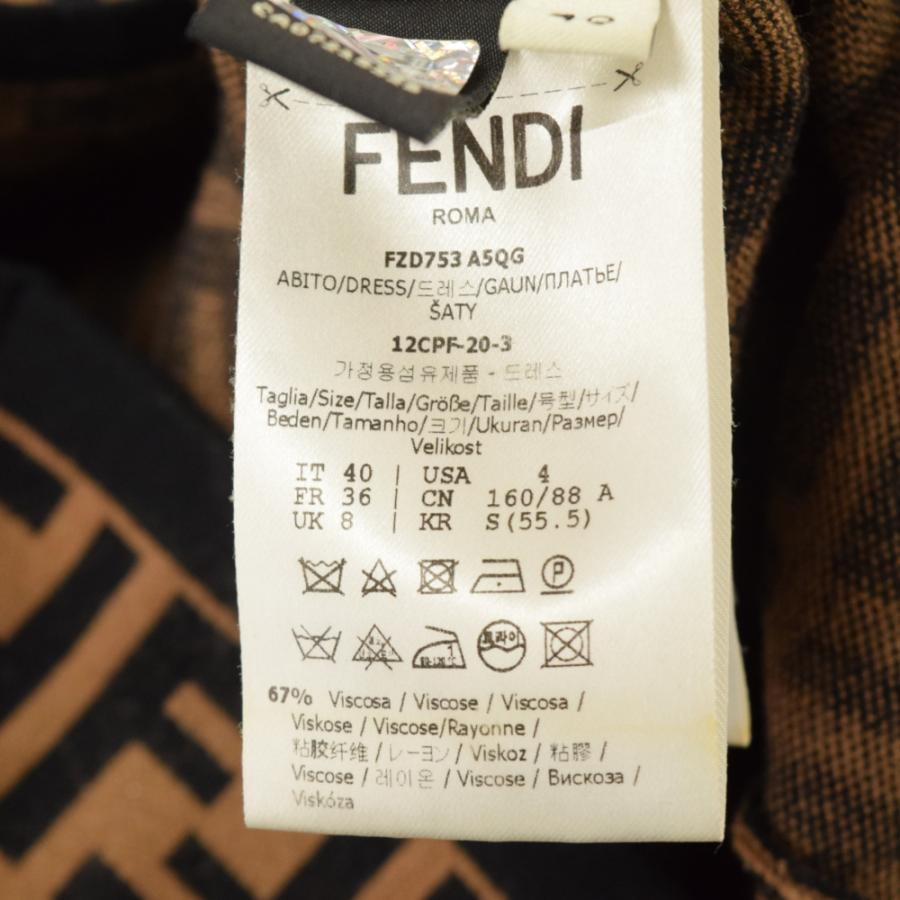 FENDI
ROMA
FZD753 A5QG
ABITO/DRESS/드레스/GAUN/ПЛАТЬЕ/
ŠATY
12CPF-20-3
가정용섬유제품 - 드레스
Taglia/Size/Talla/Größe/Taille/号型/サイズ/
Beden/Tamanho/크기/Ukuran/Размер/
Velikost
IT 40 | USA 4
FR 36 | CN 160/88 A
UK 8 | KR S(55.5)
P
드라이
67% Viscosa / Viscose / Viscosa /
Viskose / Viscose/Rayonne /
粘胶纤维 / レーヨン / Viskoz / 粘膠 /
Viscose / 레이온 / Viscose / Вискоза /
Viskóza